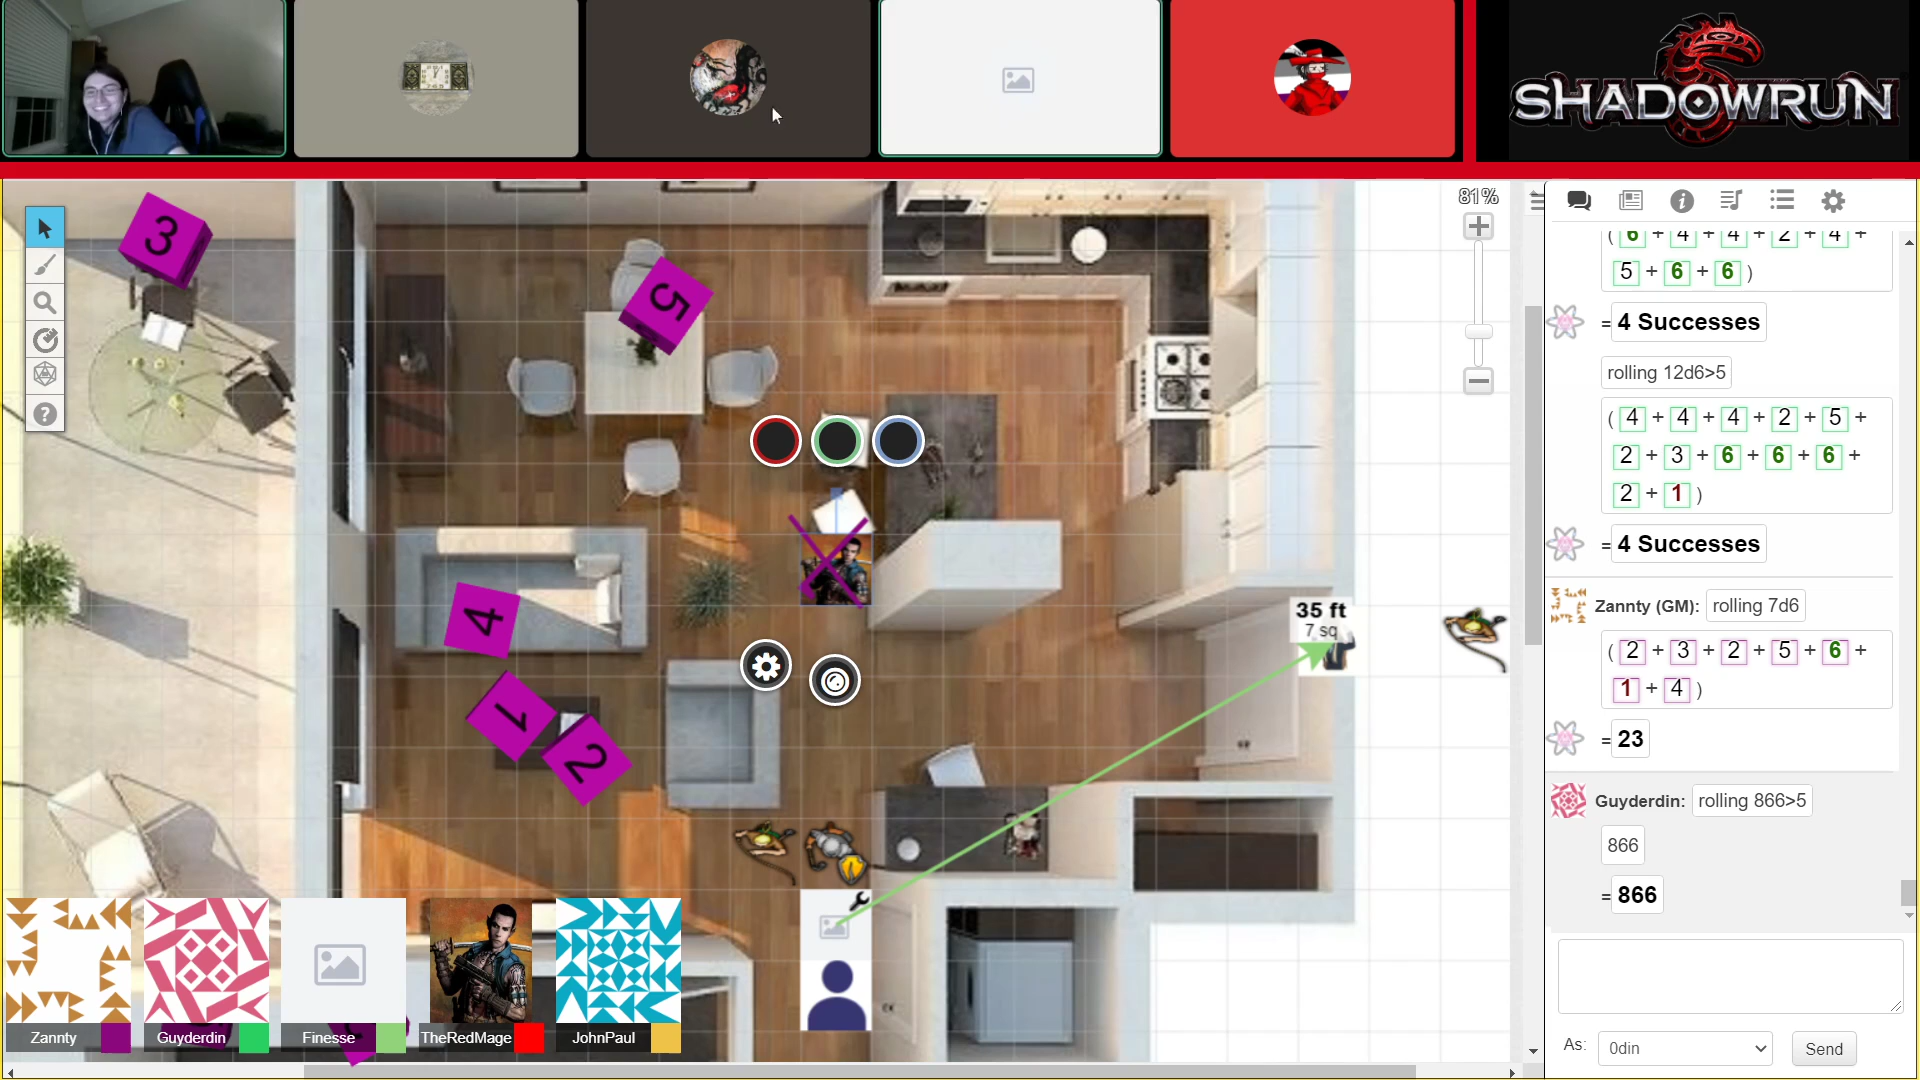 SHADOWRUN
81%
3
5
4
1
2
35 ft
7 sq
( 6 + 4 + 4 + 2 + 4 +
5 + 6 + 6 )
= 4 Successes
rolling 12d6>5
( 4 + 4 + 4 + 2 + 5 +
2 + 3 + 6 + 6 + 6 +
2 + 1 )
= 4 Successes
Zannty (GM): rolling 7d6
( 2 + 3 + 2 + 5 + 6 +
1 + 4 )
= 23
Guyderdin: rolling 866>5
866
= 866
As: 0din Send
Zannty
Guyderdin
Finesse
TheRedMage
JohnPaul